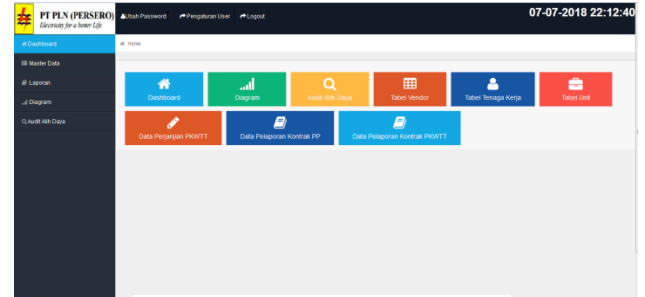 PT PLN (PERSERO)
Electricity for a better Life
Ubah Password Pengaturan User Logout
07-07-2018 22:12:40
Dashboard
Home
Master Data
Laporan
Diagram
Audit Alih Daya
Dashboard
Diagram
Audit Alih Daya
Tabel Vendor
Tabel Tenaga Kerja
Tabel Unit
Data Perjanjian PKWTT
Data Pelaporan Kontrak PP
Data Pelaporan Kontrak PKWTT